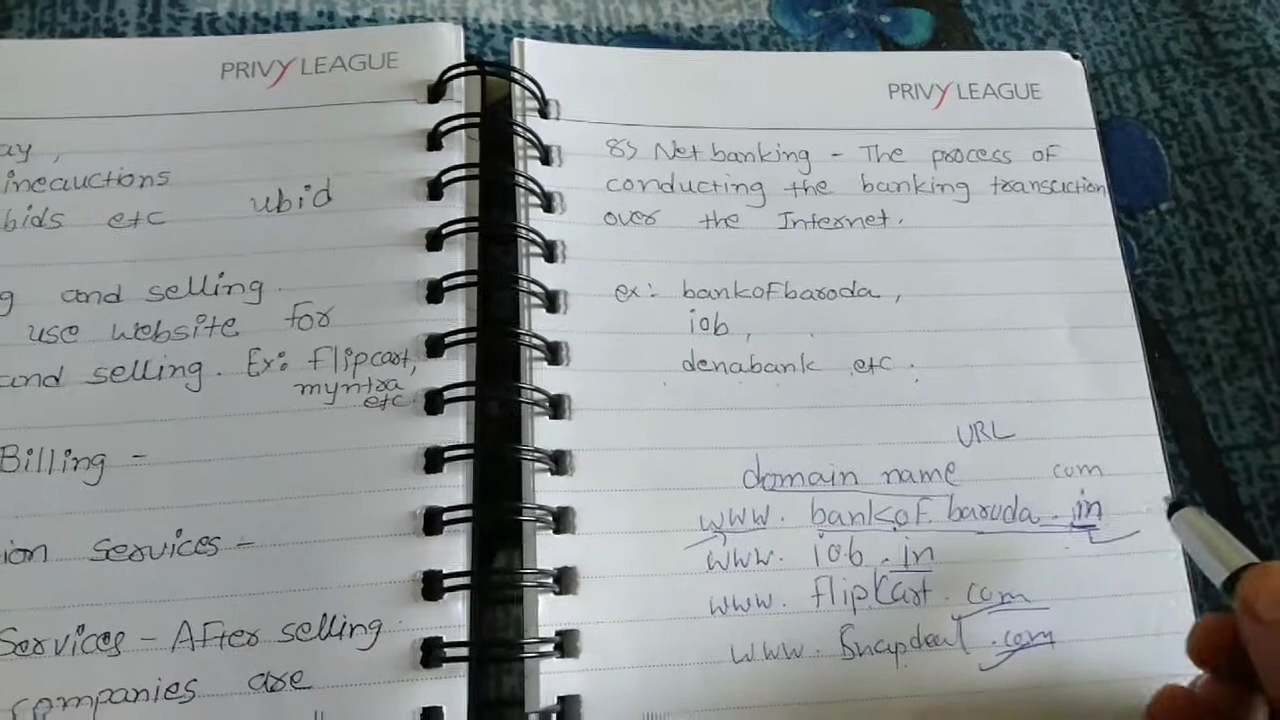 PRIVY LEAGUE
ay,
ineauctions
bids etc ubid
g and selling.
use website for
and selling. Ex: flipcart,
myntra
etc.
Billing -
ion services -
Services - After selling
companies are
PRIVY LEAGUE
8) Net banking - The process of
conducting the banking transaction
over the Internet.
ex: bankofbaroda,
iob,
denabank etc.
URL
domain name com
www. bankof baruda. in
www. iob. in
www. flipkart. com
www. Snapdeal .com